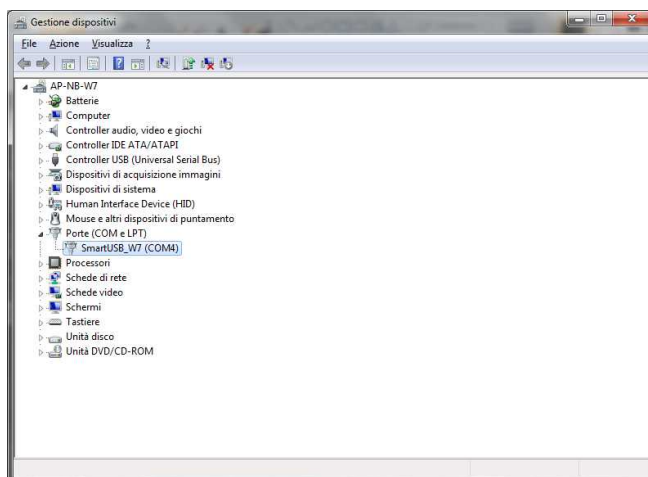 Gestione dispositivi
File Azione Visualizza ?
AP-NB-W7
Batterie
Computer
Controller audio, video e giochi
Controller IDE ATA/ATAPI
Controller USB (Universal Serial Bus)
Dispositivi di acquisizione immagini
Dispositivi di sistema
Human Interface Device (HID)
Mouse e altri dispositivi di puntamento
Porte (COM e LPT)
SmartUSB_W7 (COM4)
Processori
Schede di rete
Schede video
Schermi
Tastiere
Unità disco
Unità DVD/CD-ROM